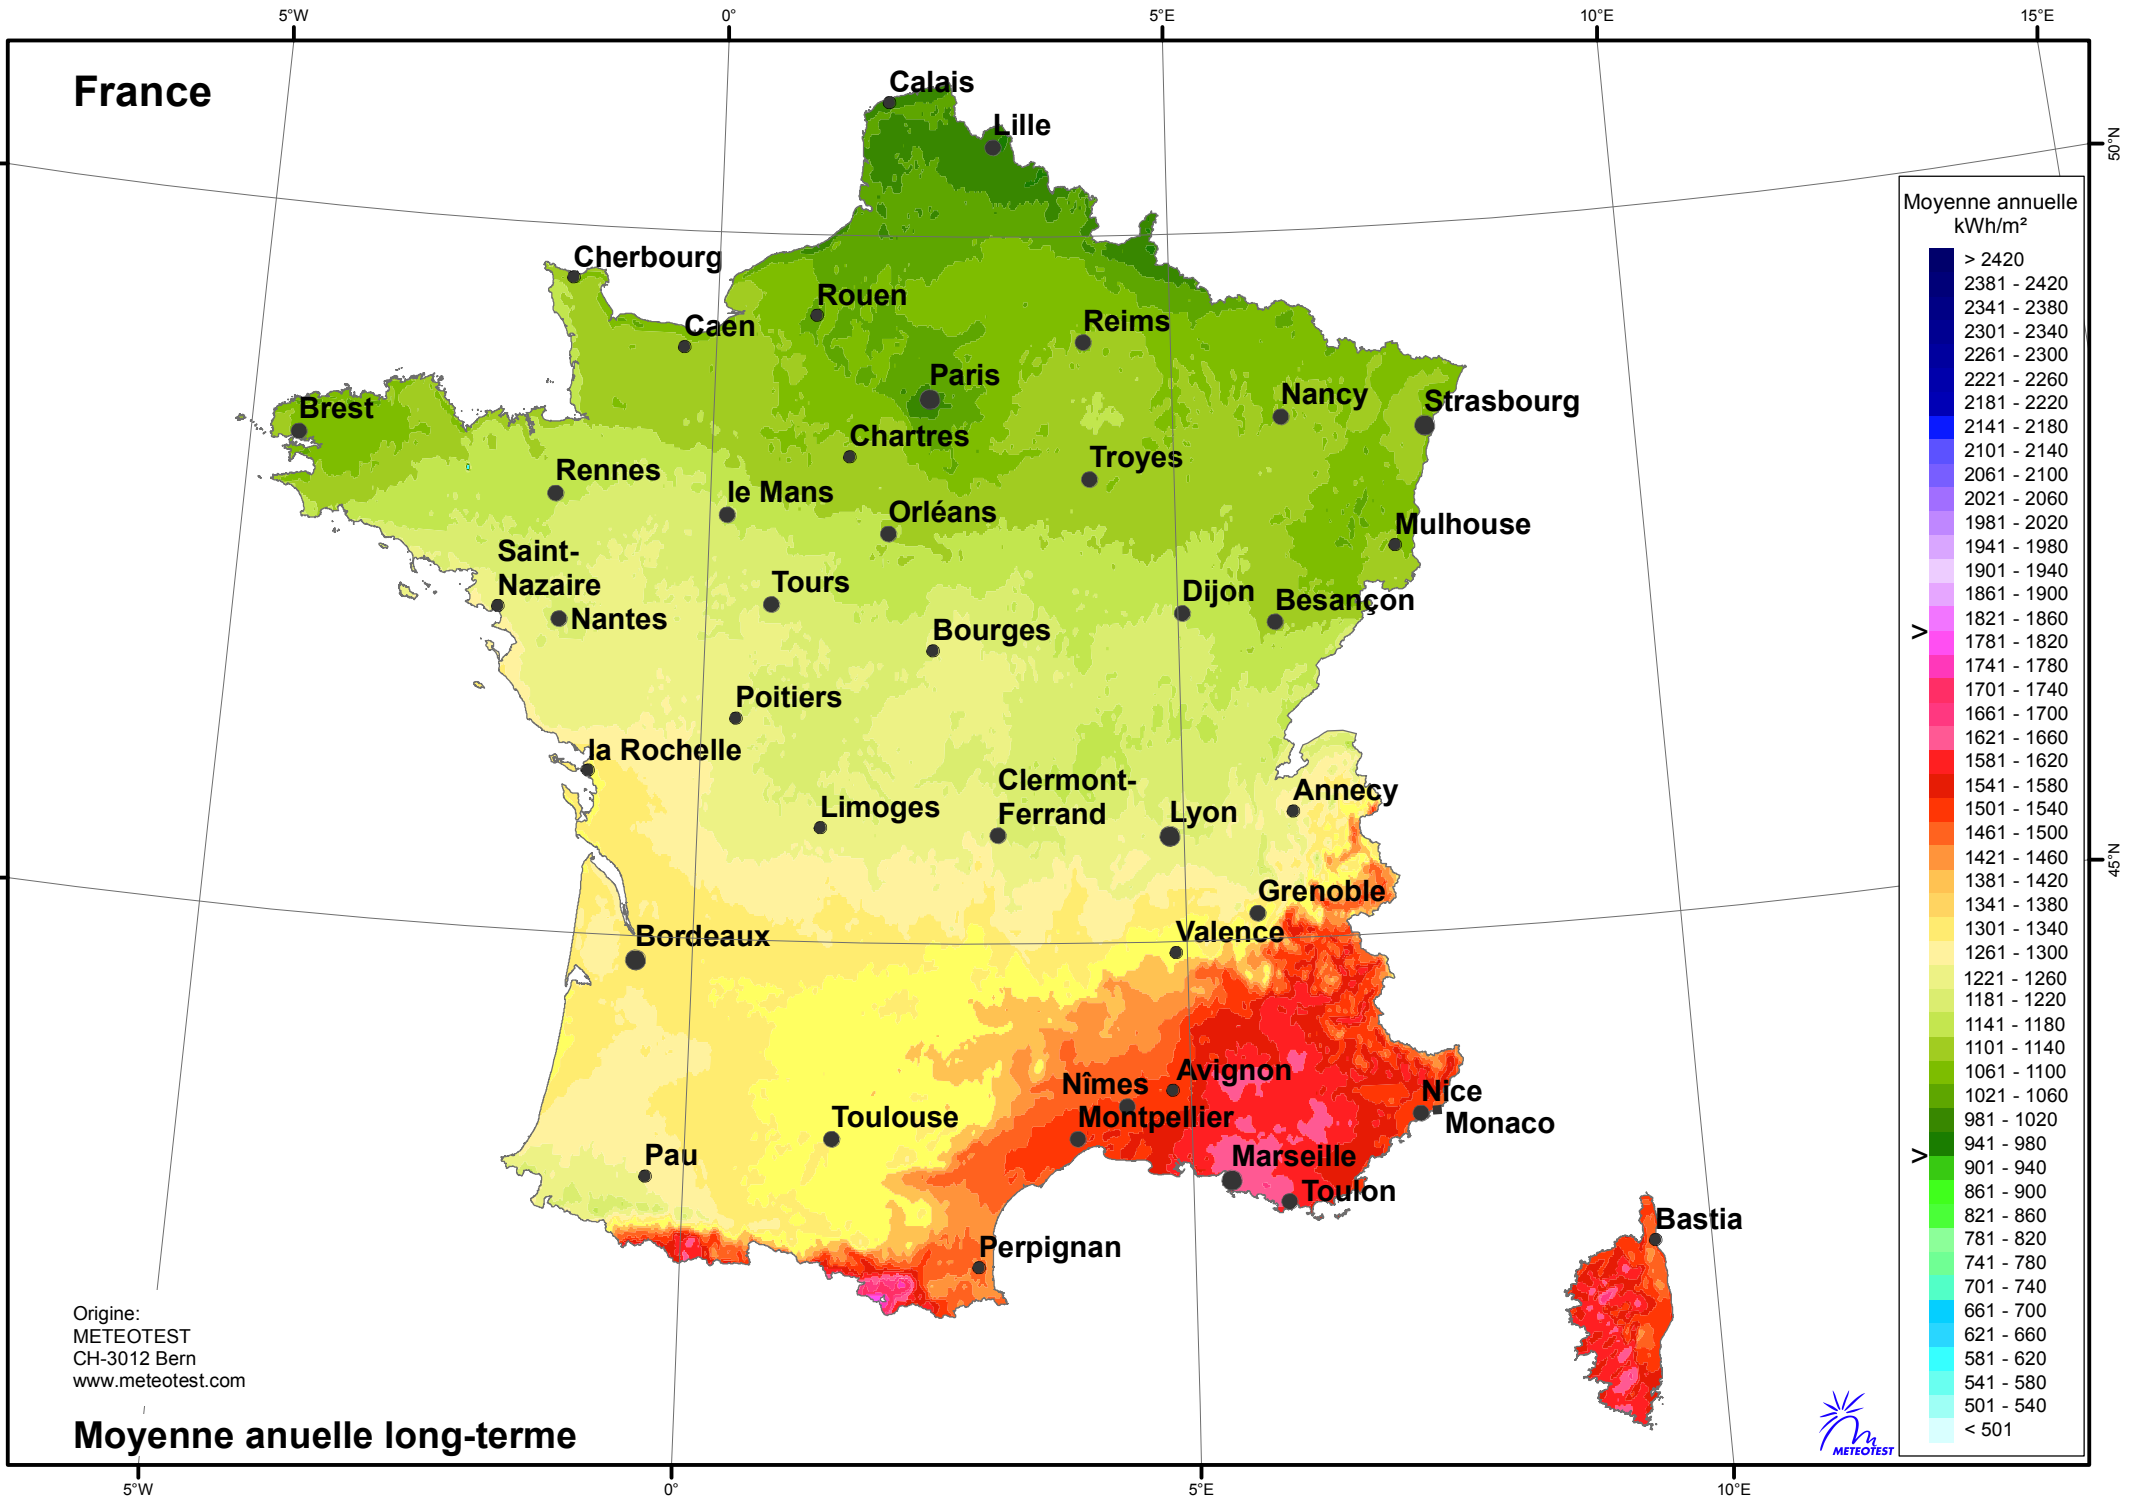 5°W
0°
5°E
10°E
15°E
France
Calais
Lille
50°N
Cherbourg
Rouen
Caen
Reims
Paris
Nancy
Strasbourg
Brest
Chartres
Troyes
Rennes
le Mans
Orléans
Mulhouse
Saint-
Nazaire
Nantes
Tours
Dijon
Besançon
Bourges
Poitiers
la Rochelle
Clermont-
Ferrand
Limoges
Lyon
Annecy
45°N
Grenoble
Valence
Bordeaux
Avignon
Nîmes
Montpellier
Nice
Monaco
Toulouse
Pau
Marseille
Toulon
Bastia
Perpignan
Moyenne annuelle
kWh/m²
> 2420
2381 - 2420
2341 - 2380
2301 - 2340
2261 - 2300
2221 - 2260
2181 - 2220
2141 - 2180
2101 - 2140
2061 - 2100
2021 - 2060
1981 - 2020
1941 - 1980
1901 - 1940
1861 - 1900
1821 - 1860
>
1781 - 1820
1741 - 1780
1701 - 1740
1661 - 1700
1621 - 1660
1581 - 1620
1541 - 1580
1501 - 1540
1461 - 1500
1421 - 1460
1381 - 1420
1341 - 1380
1301 - 1340
1261 - 1300
1221 - 1260
1181 - 1220
1141 - 1180
1101 - 1140
1061 - 1100
1021 - 1060
981 - 1020
941 - 980
>
901 - 940
861 - 900
821 - 860
781 - 820
741 - 780
701 - 740
661 - 700
621 - 660
581 - 620
541 - 580
501 - 540
< 501
Origine:
METEOTEST
CH-3012 Bern
www.meteotest.com
Moyenne anuelle long-terme
METEOTEST
5°W
0°
5°E
10°E